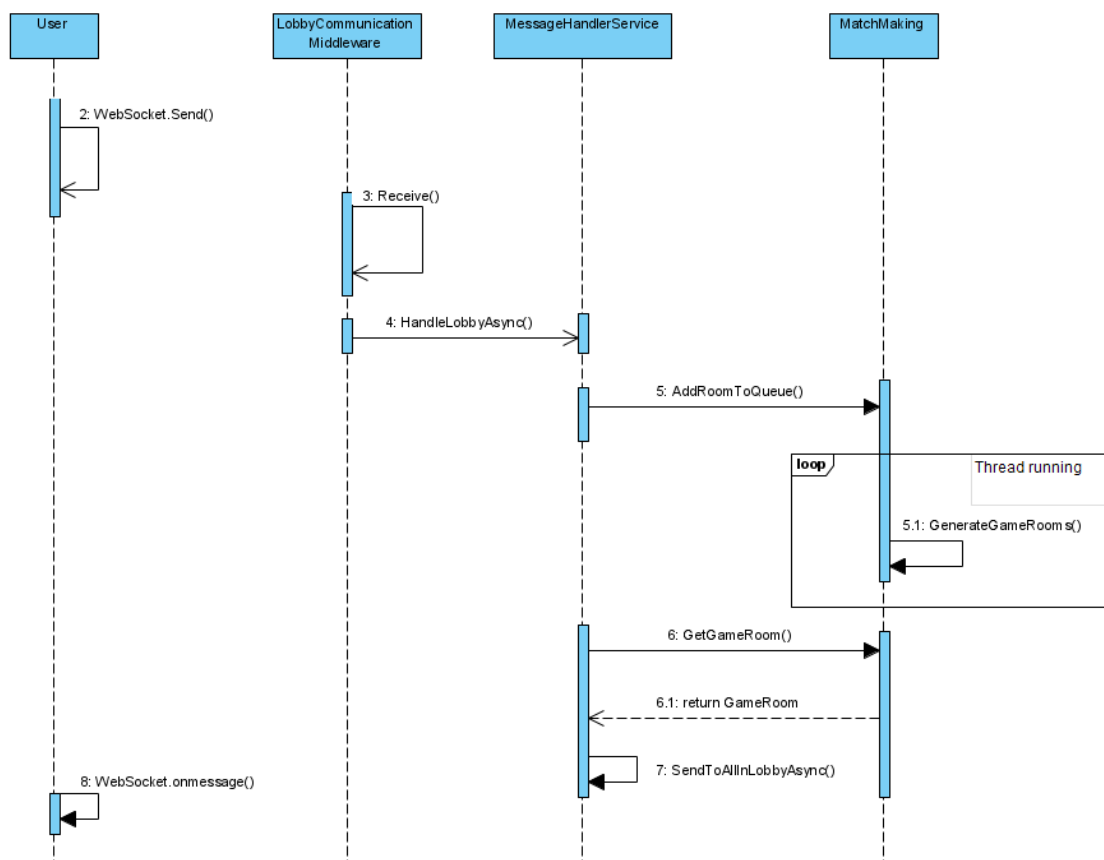 User
LobbyCommunication
Middleware
MessageHandlerService
MatchMaking
2: WebSocket.Send()
3: Receive()
4: HandleLobbyAsync()
5: AddRoomToQueue()
loop
Thread running
5.1: GenerateGameRooms()
6: GetGameRoom()
6.1: return GameRoom
7: SendToAllInLobbyAsync()
8: WebSocket.onmessage()